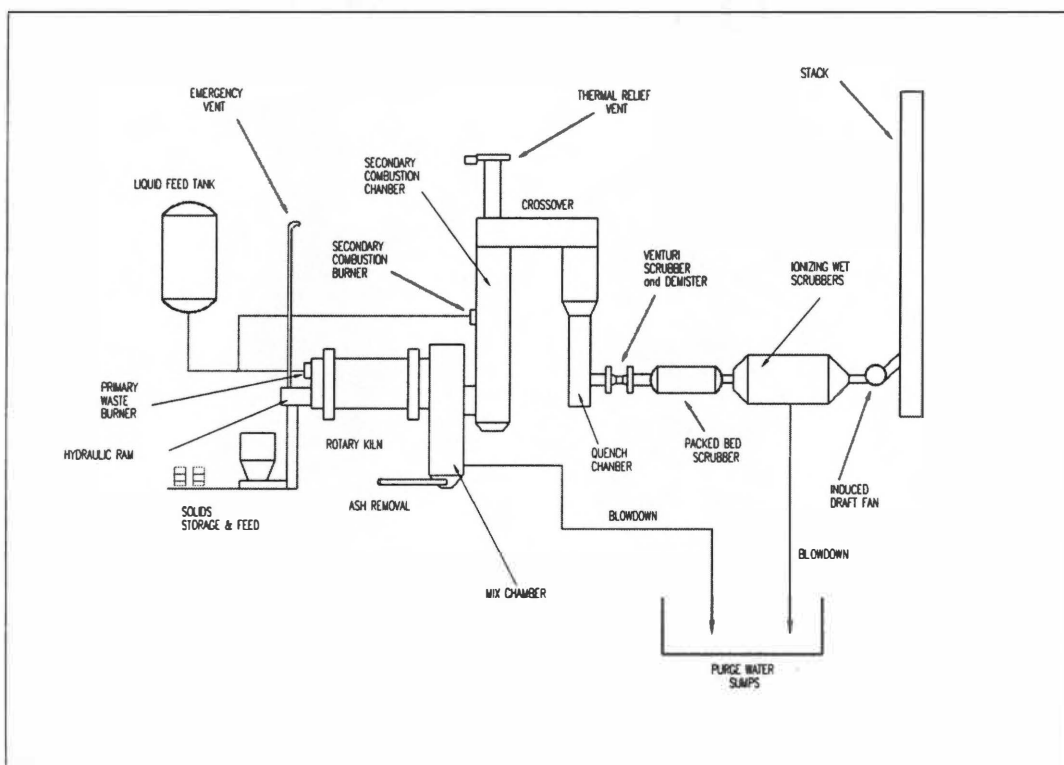 STACK
EMERGENCY
VENT
THERMAL RELIEF
VENT
SECONDARY
COMBUSTION
CHANBER
LIQUID FEED TANK
CROSSOVER
SECONDARY
COMBUSTION
BURNER
VENTURI
SCRUBBER
and DEMISTER
IONIZING WET
SCRUBBERS
PRIMARY
WASTE
BURNER
HYDRAULIC RAM
ROTARY KILN
QUENCH
CHANBER
PACKED BED
SCRUBBER
INDUCED
DRAFT FAN
SOLIDS
STORAGE & FEED
ASH REMOVAL
BLOWDOWN
BLOWDOWN
MIX CHAMBER
PURGE WATER
SUMPS